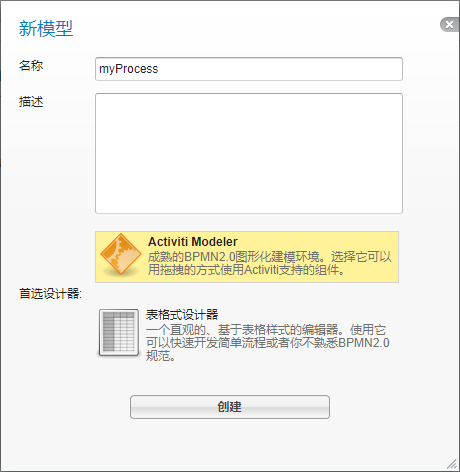 新模型
名称
myProcess
描述
Activiti Modeler
成熟的BPMN2.0图形化建模环境。选择它可以
用拖拽的方式使用Activiti支持的组件。
首选设计器:
表格式设计器
一个直观的、基于表格样式的编辑器。使用它
可以快速开发简单流程或者你不熟悉BPMN2.0
规范。
创建